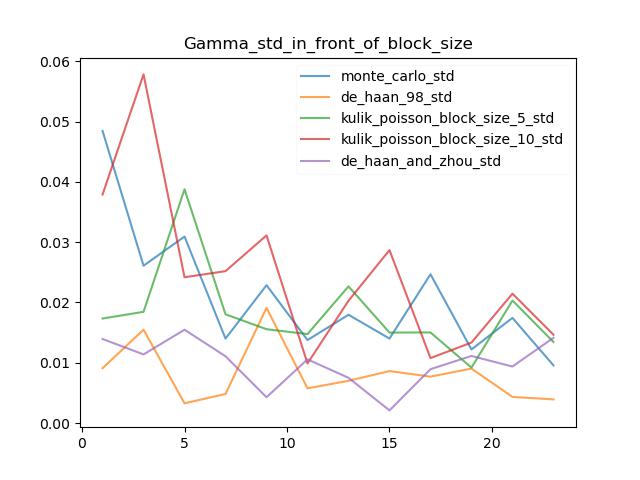 Gamma_std_in_front_of_block_size
0.06
0.05
0.04
0.03
0.02
0.01
0.00
monte_carlo_std
de_haan_98_std
kulik_poisson_block_size_5_std
kulik_poisson_block_size_10_std
de_haan_and_zhou_std
0 5 10 15 20